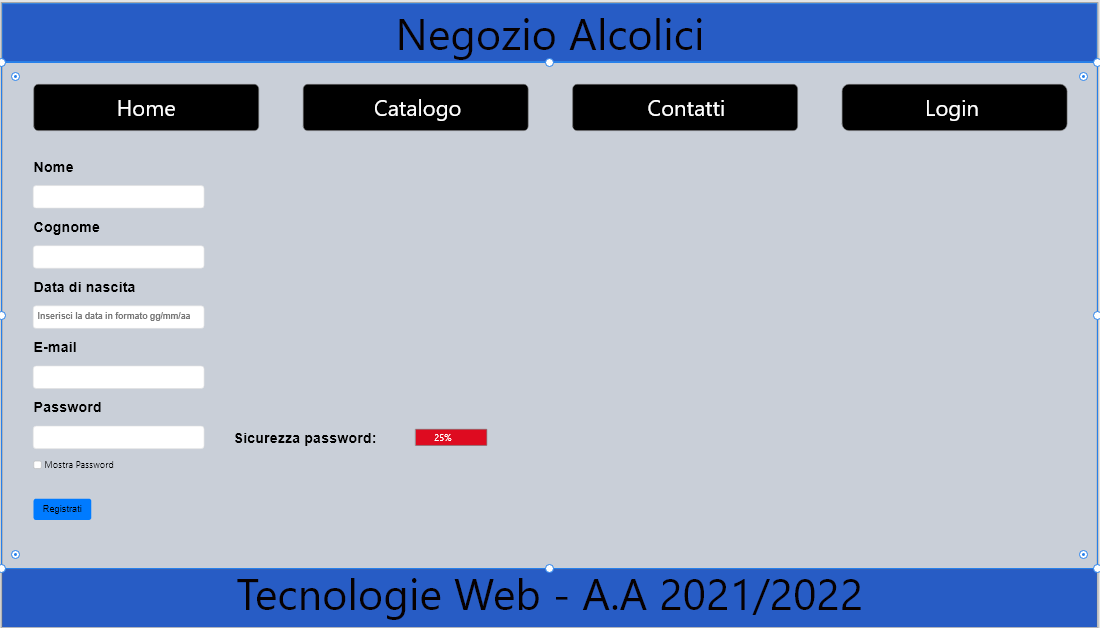 Negozio Alcolici
Home Catalogo Contatti Login
Nome
Cognome
Data di nascita
Inserisci la data in formato gg/mm/aa
E-mail
Password
Sicurezza password: 25%
Mostra Password
Registrati
Tecnologie Web - A.A 2021/2022